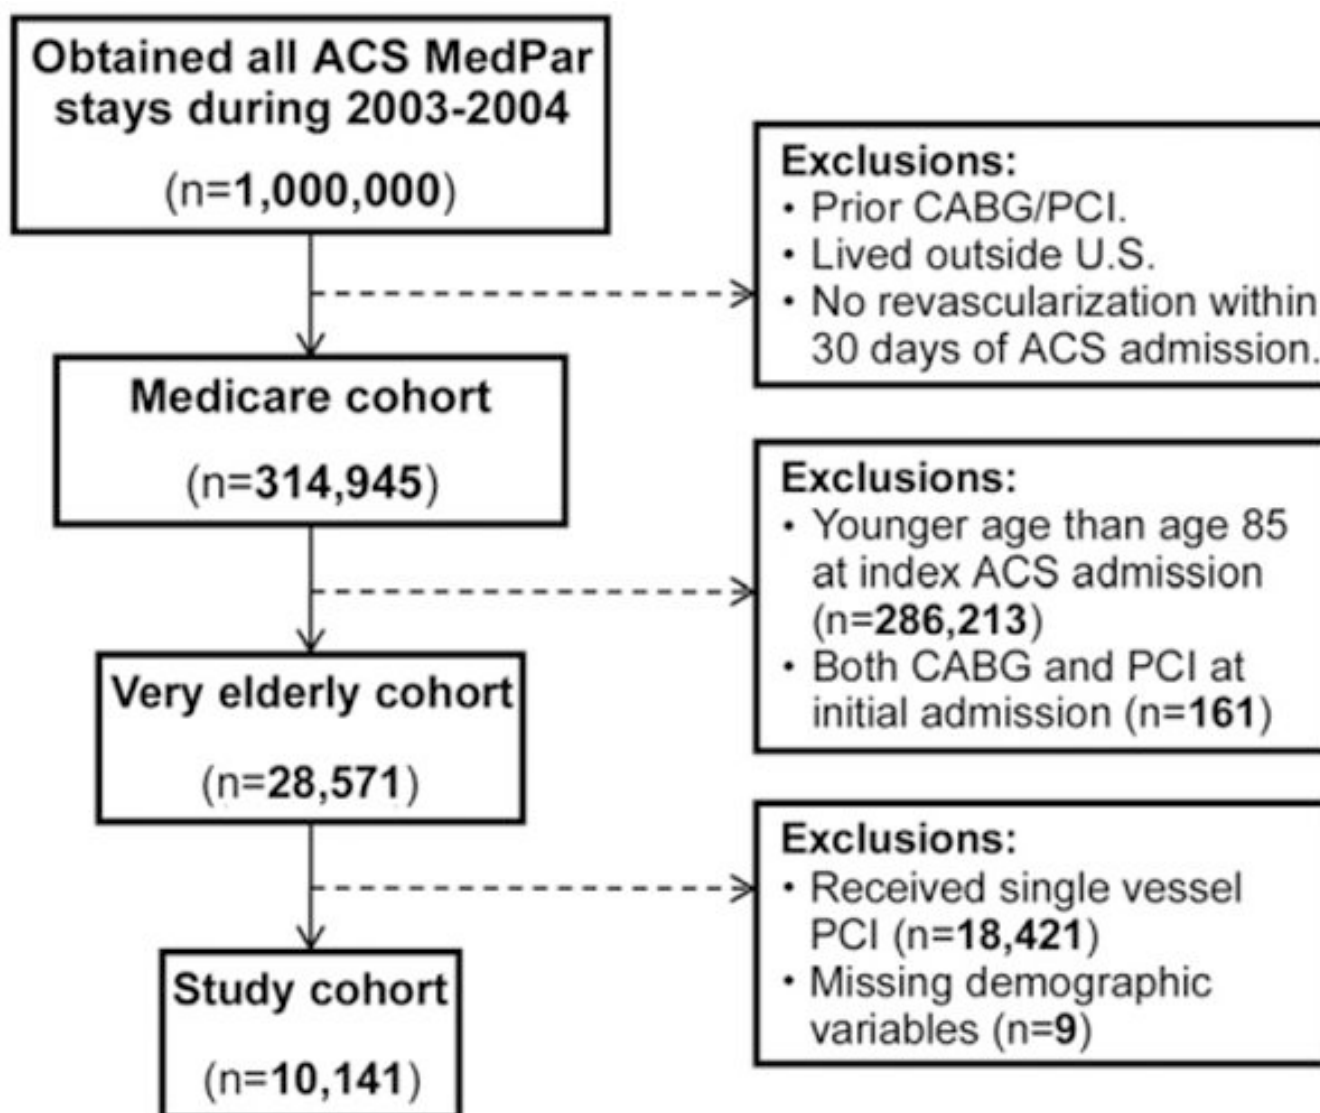 Obtained all ACS MedPar
stays during 2003-2004
(n=1,000,000)
Exclusions:
• Prior CABG/PCI.
• Lived outside U.S.
• No revascularization within
30 days of ACS admission.
Medicare cohort
(n=314,945)
Exclusions:
• Younger age than age 85
at index ACS admission
(n=286,213)
• Both CABG and PCI at
initial admission (n=161)
Very elderly cohort
(n=28,571)
Exclusions:
• Received single vessel
PCI (n=18,421)
• Missing demographic
variables (n=9)
Study cohort
(n=10,141)